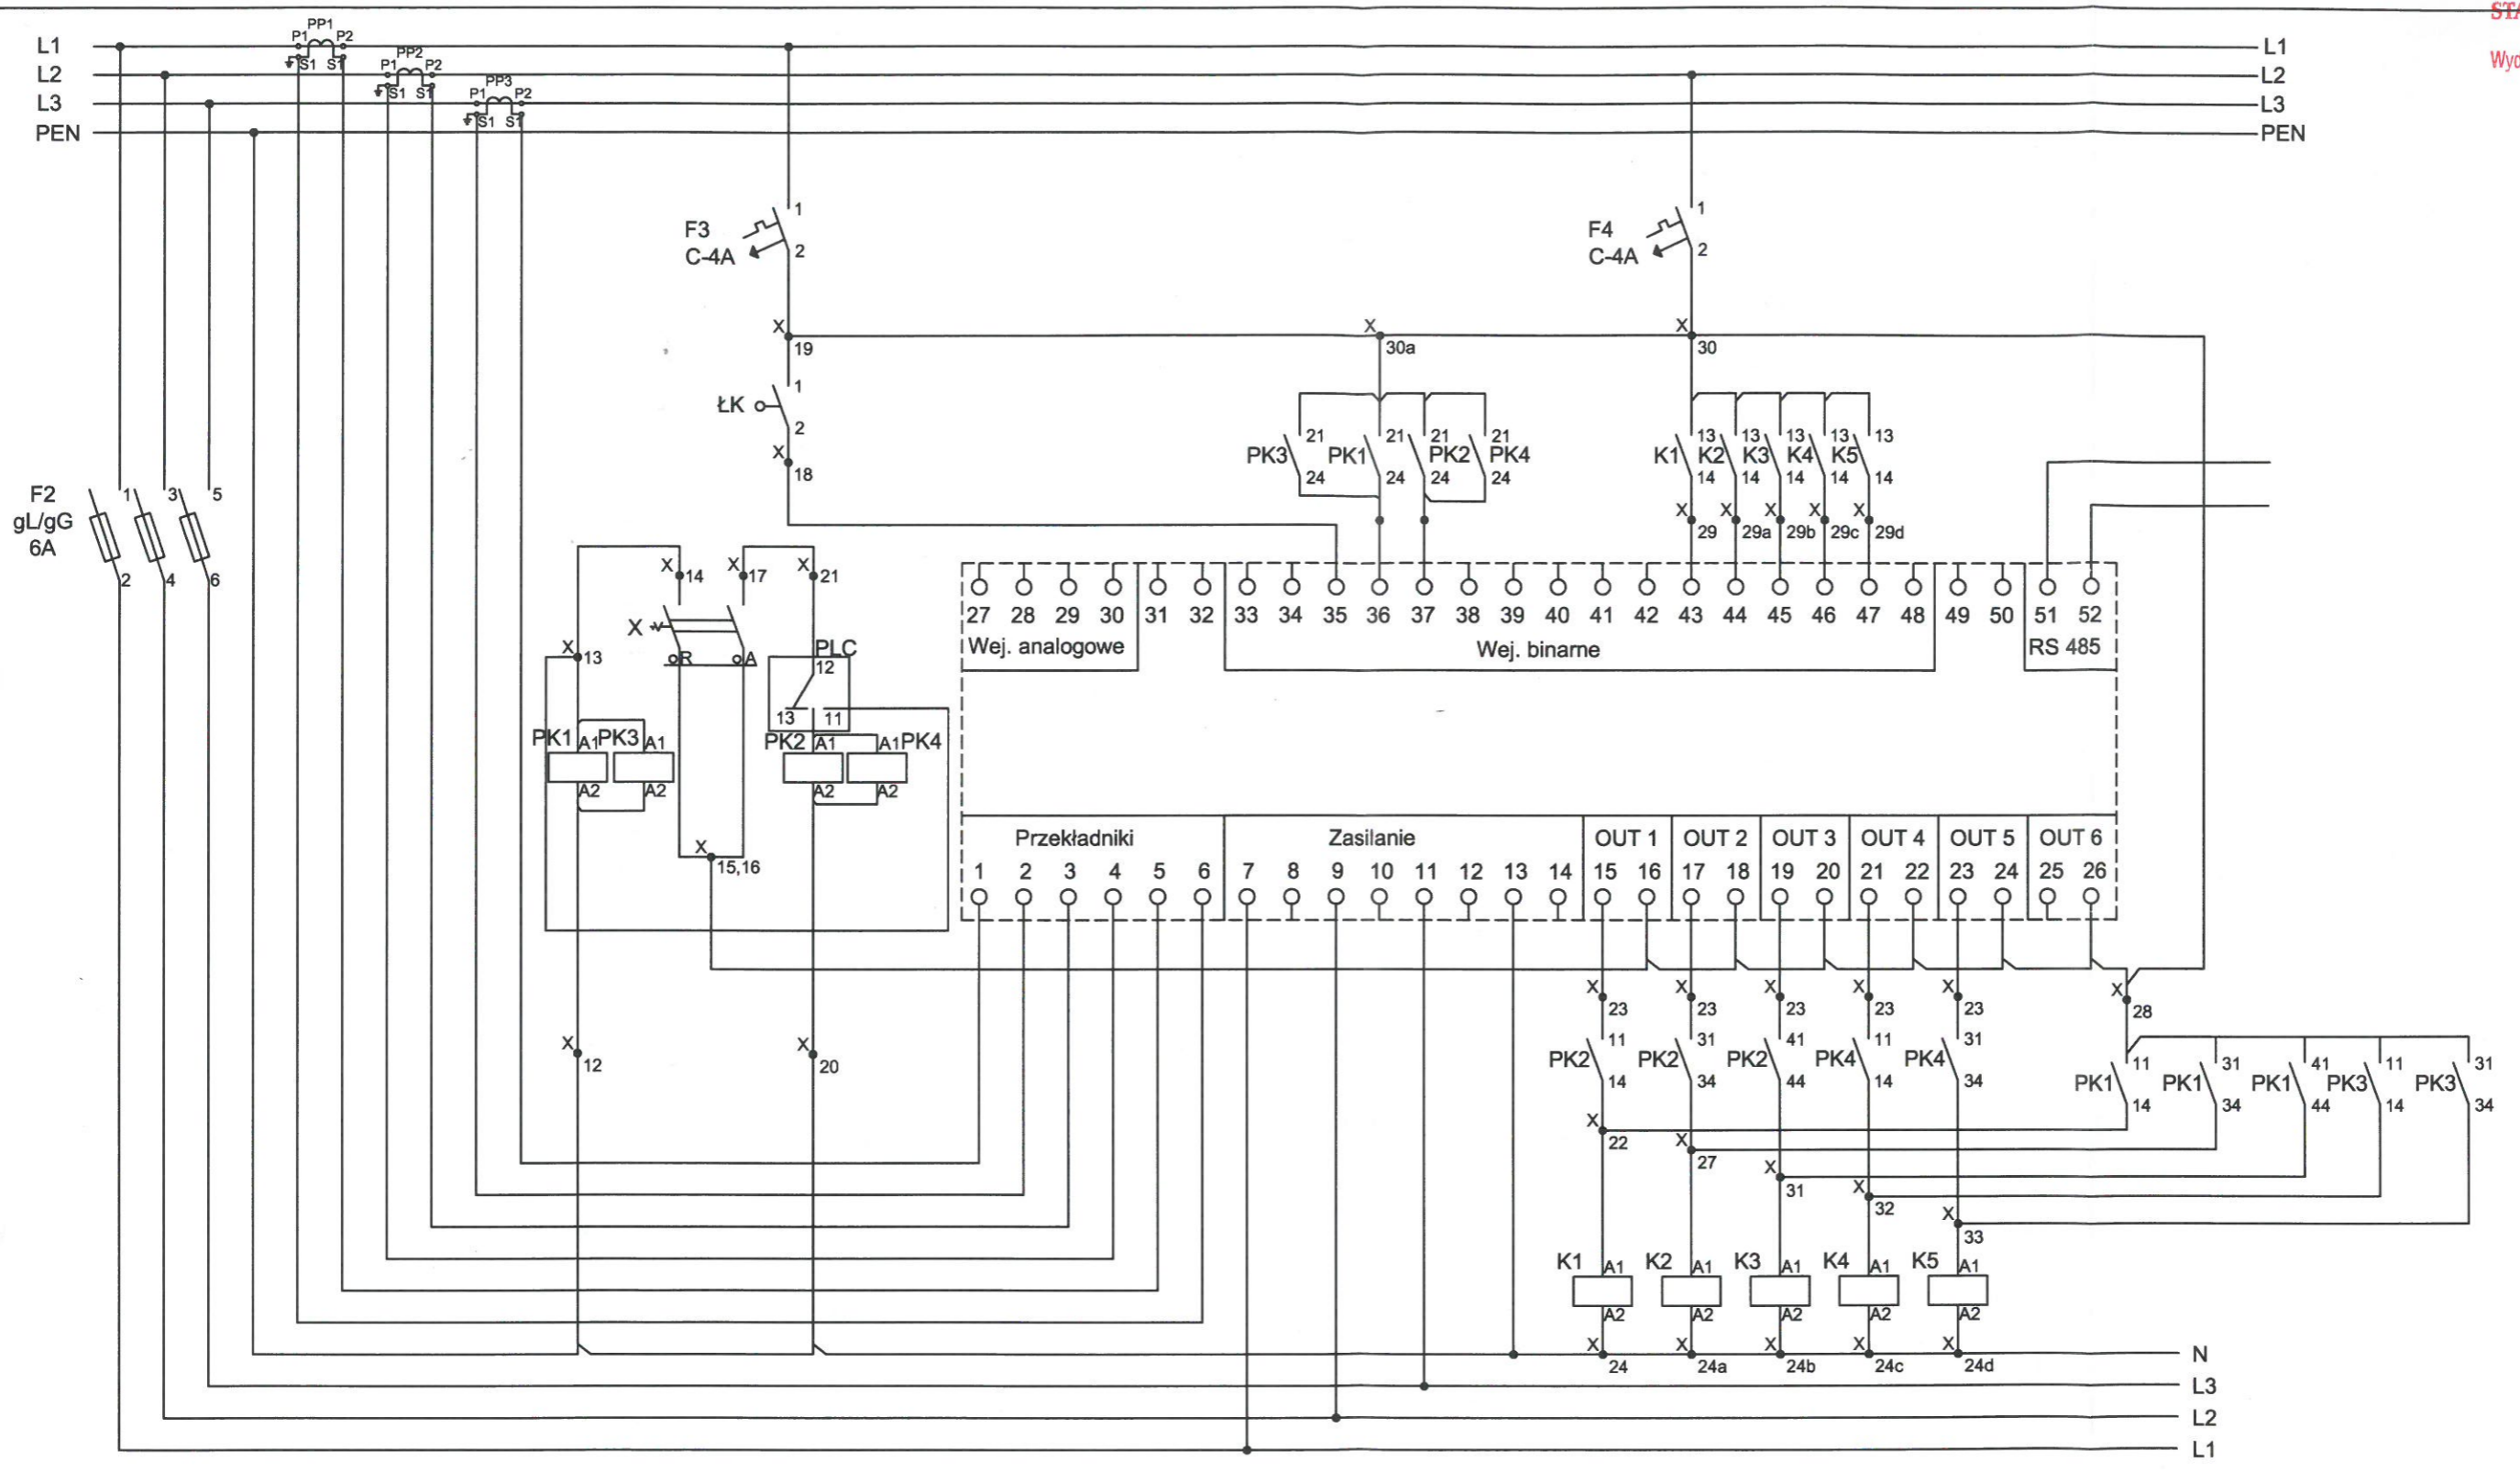 STA
Wyd
PP1
L1 P1 P2 L1
S1 S1 PP2
L2 P1 P2 L2
S1 S1 PP3
L3 P1 P2 L3
S1 S1
PEN PEN
F3
C-4A
1
2
F4
C-4A
1
2
X 19
X 30a
X 30
ŁK
1
2
X 18
PK3 21 24
PK1 21 24
21 24 PK2
21 24 PK4
K1 13 14
K2 13 14
K3 13 14
K4 13 14
K5 13 14
F2
gL/gG
6A
1 3 5
2 4 6
X 29
X 29a
X 29b
X 29c
X 29d
X 14
X 17
X 21
27 28 29 30 31 32 33 34 35 36 37 38 39 40 41 42 43 44 45 46 47 48 49 50 51 52
Wej. analogowe
Wej. binarne
RS 485
X
R A
X 13
PLC
12
13 11
PK1 A1 A2
PK3 A1 A2
PK2 A1 A2
A1 PK4 A2
X 15,16
Przekładniki
Zasilanie
OUT 1 OUT 2 OUT 3 OUT 4 OUT 5 OUT 6
1 2 3 4 5 6 7 8 9 10 11 12 13 14 15 16 17 18 19 20 21 22 23 24 25 26
X 23
X 23
X 23
X 23
X 23
X 28
X 12
X 20
PK2 11 14
PK2 31 34
PK2 41 44
PK4 11 14
PK4 31 34
PK1 11 14
PK1 31 34
PK1 41 44
PK3 11 14
PK3 31 34
X 22
X 27
X 31
X 32
X 33
K1 A1 A2
K2 A1 A2
K3 A1 A2
K4 A1 A2
K5 A1 A2
X 24
X 24a
X 24b
X 24c
X 24d
N
L3
L2
L1